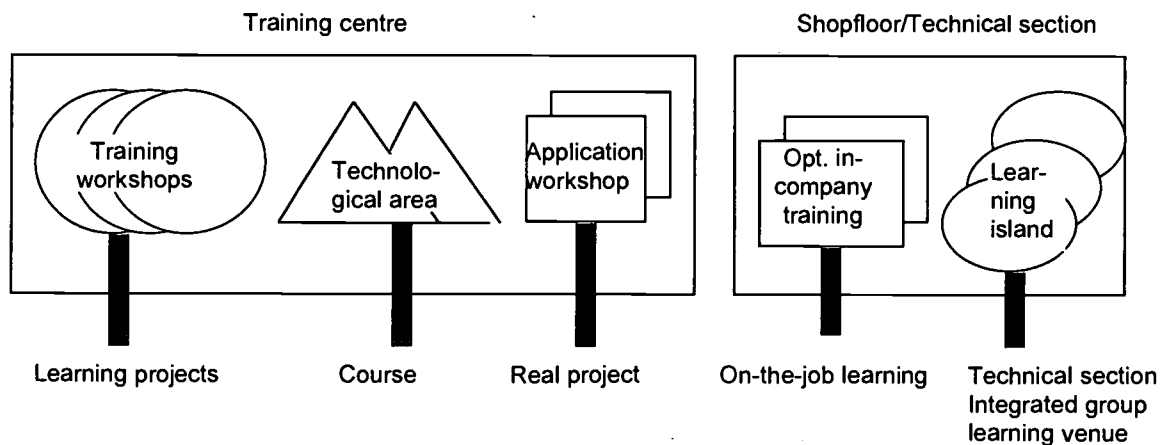 Training centre
Shopfloor/Technical section
Training
workshops
Technolo-
gical area
Application
workshop
Opt. in-
company
training
Lear-
ning
island
Learning projects
Course
Real project
On-the-job learning
Technical section
Integrated group
learning venue